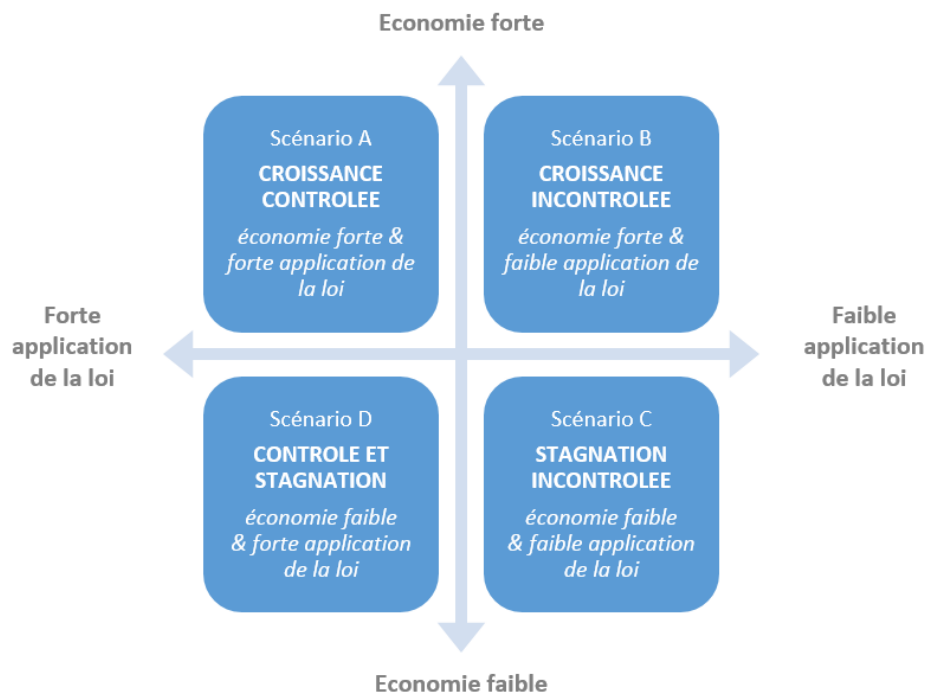 Economie forte
Scénario A
CROISSANCE
CONTROLEE
économie forte &
forte application de
la loi
Scénario B
CROISSANCE
INCONTROLEE
économie forte &
faible application de
la loi
Forte
application
de la loi
Faible
application
de la loi
Scénario D
CONTROLE ET
STAGNATION
économie faible
& forte application
de la loi
Scénario C
STAGNATION
INCONTROLEE
économie faible
& faible application
de la loi
Economie faible